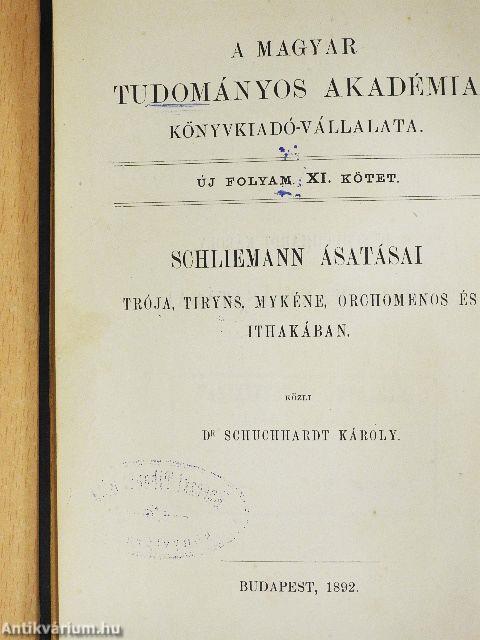 A MAGYAR
TUDOMÁNYOS AKADÉMIA
KÖNYVKIADÓ-VÁLLALATA.
ÚJ FOLYAM. XI. KÖTET.
SCHLIEMANN ÁSATÁSAI
TRÓJA, TIRYNS, MYKÉNE, ORCHOMENOS ÉS
ITHAKÁBAN.
KÖZLI
DR SCHUCHHARDT KÁROLY.
BUDAPEST, 1892.
Antikvárium.hu